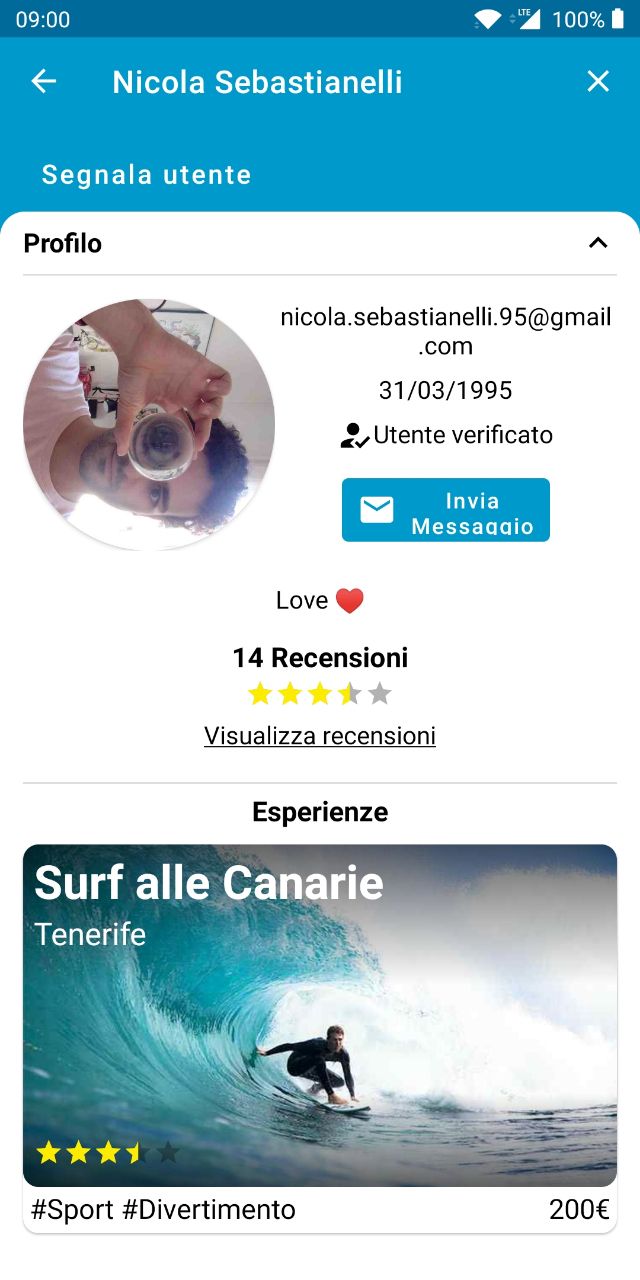 09:00 LTE 100%
Nicola Sebastianelli
Segnala utente
Profilo
nicola.sebastianelli.95@gmail
.com
31/03/1995
Utente verificato
Invia
Messaggio
Love ❤️
14 Recensioni
Visualizza recensioni
Esperienze
Surf alle Canarie
Tenerife
#Sport #Divertimento 200€